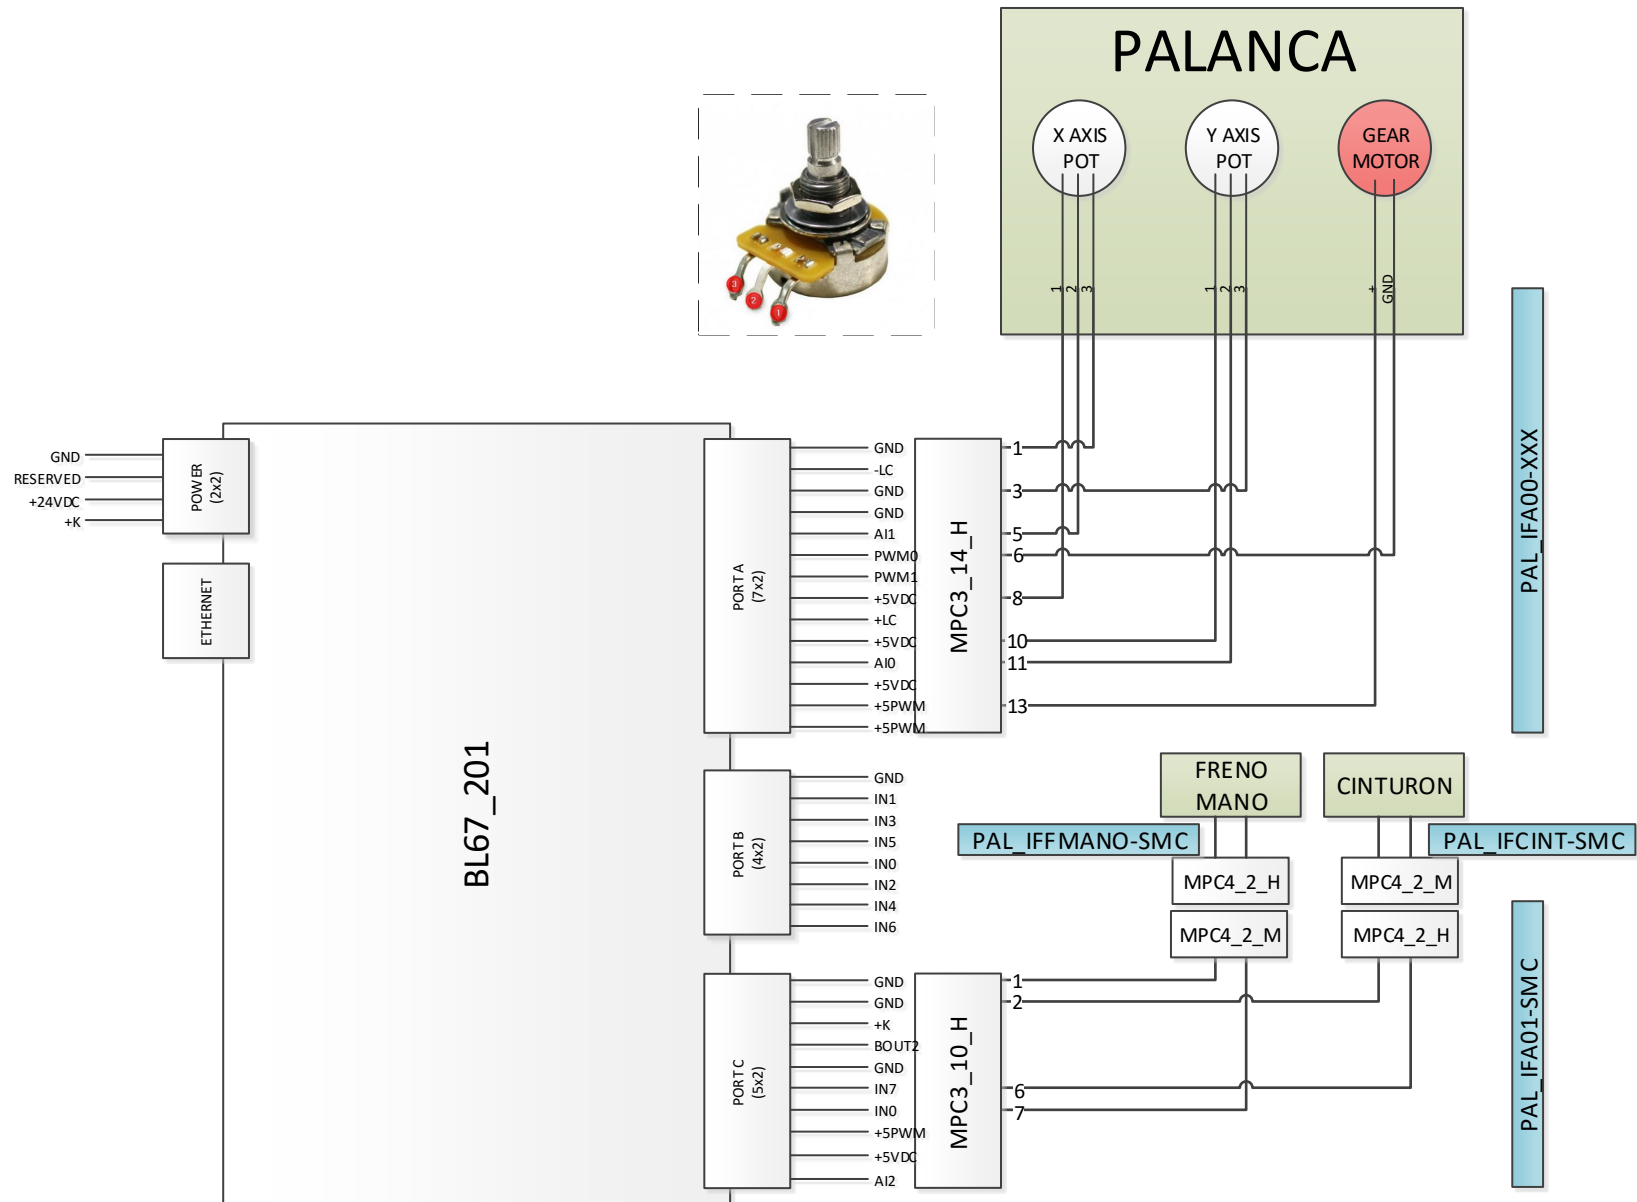 PALANCA
X AXIS
POT
Y AXIS
POT
GEAR
MOTOR
1
2
3
1
2
3
+
GND
3
2
1
PAL_IFA00-XXX
GND
RESERVED
+24VDC
+K
POWER
(2x2)
ETHERNET
BL67_201
PORT A
(7x2)
GND
-LC
GND
GND
AI1
PWM0
PWM1
+5VDC
+LC
+5VDC
AI0
+5VDC
+5PWM
+5PWM
MPC3_14_H
1
3
5
6
8
10
11
13
PORT B
(4x2)
GND
IN1
IN3
IN5
IN0
IN2
IN4
IN6
FRENO
MANO
CINTURON
PAL_IFFMANO-SMC
PAL_IFCINT-SMC
MPC4_2_H
MPC4_2_M
MPC4_2_M
MPC4_2_H
PORT C
(5x2)
GND
GND
+K
BOUT2
GND
IN7
IN0
+5PWM
+5VDC
AI2
MPC3_10_H
1
2
6
7
PAL_IFA01-SMC